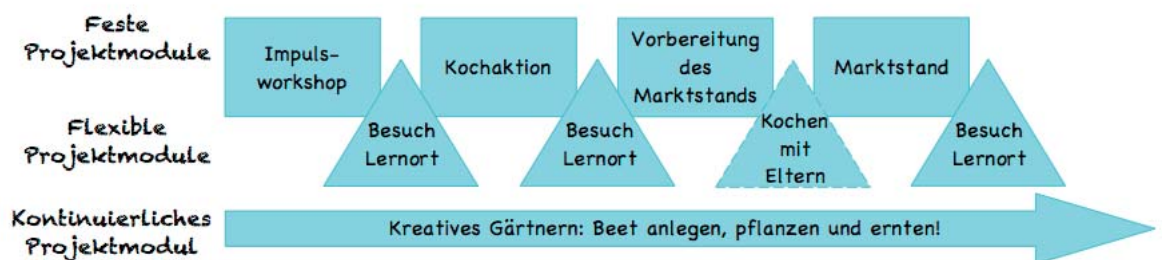 Feste
Projektmodule
Impuls-
workshop
Kochaktion
Vorbereitung
des
Marktstands
Marktstand
Flexible
Projektmodule
Besuch
Lernort
Besuch
Lernort
Kochen
mit
Eltern
Besuch
Lernort
Kontinuierliches
Projektmodul
Kreatives Gärtnern: Beet anlegen, pflanzen und ernten!